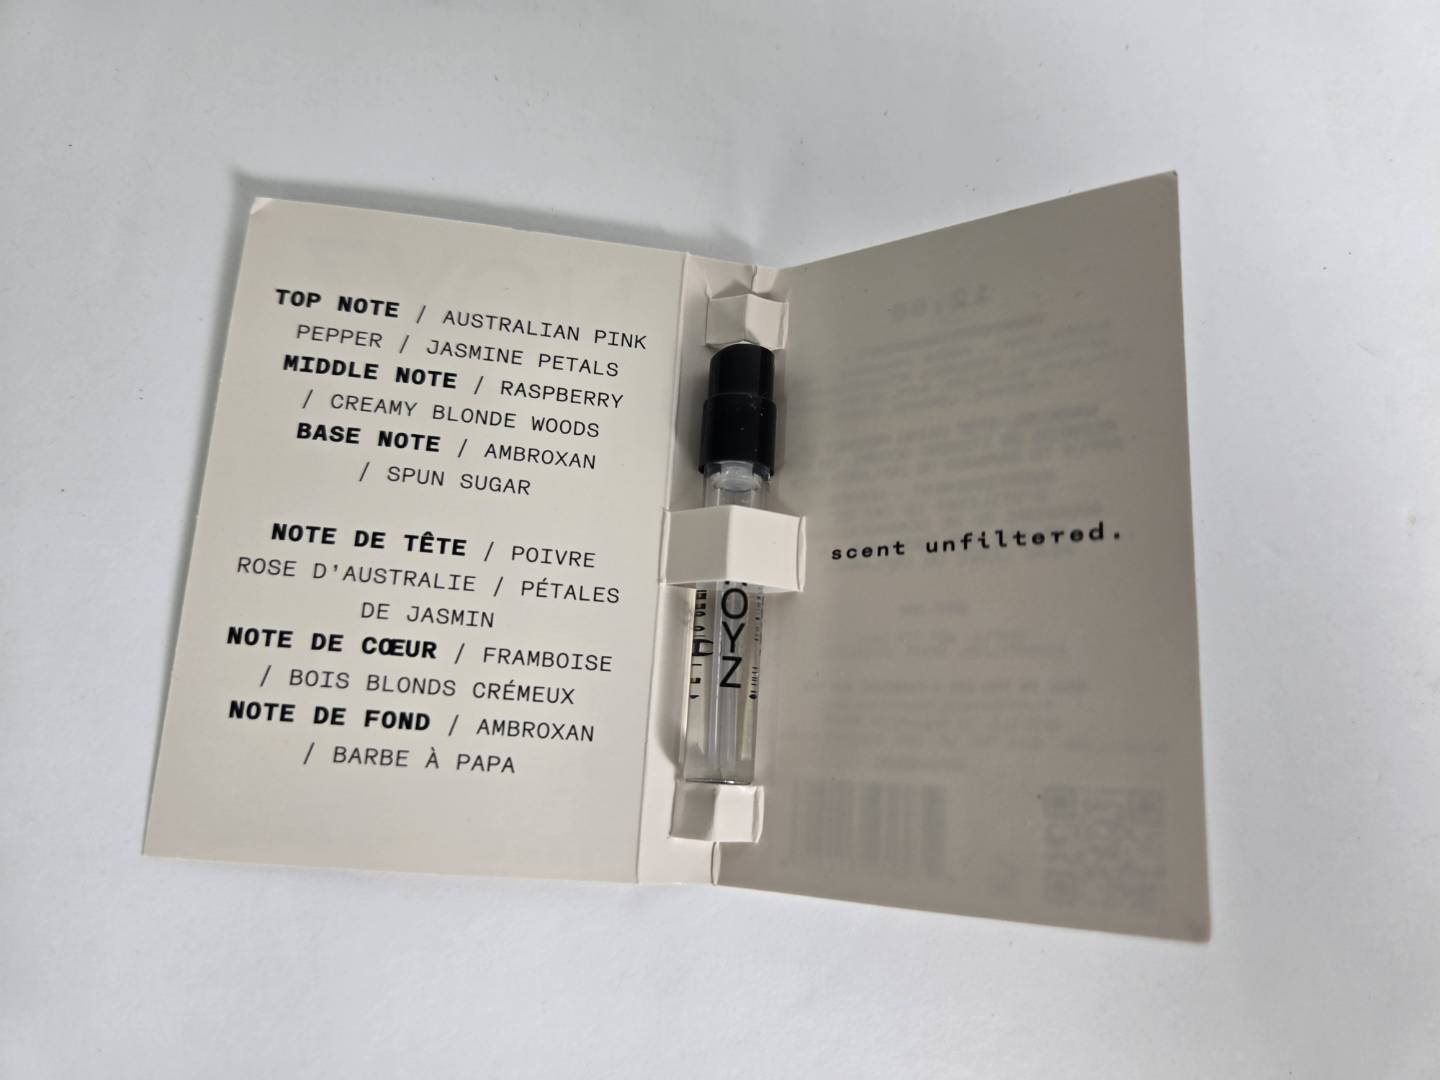 TOP NOTE / AUSTRALIAN PINK
PEPPER / JASMINE PETALS
MIDDLE NOTE / RASPBERRY
/ CREAMY BLONDE WOODS
BASE NOTE / AMBROXAN
/ SPUN SUGAR
NOTE DE TÊTE / POIVRE
ROSE D'AUSTRALIE / PÉTALES
DE JASMIN
NOTE DE CŒUR / FRAMBOISE
/ BOIS BLONDS CRÉMEUX
NOTE DE FOND / AMBROXAN
/ BARBE À PAPA
OYZ
scent unfiltered.